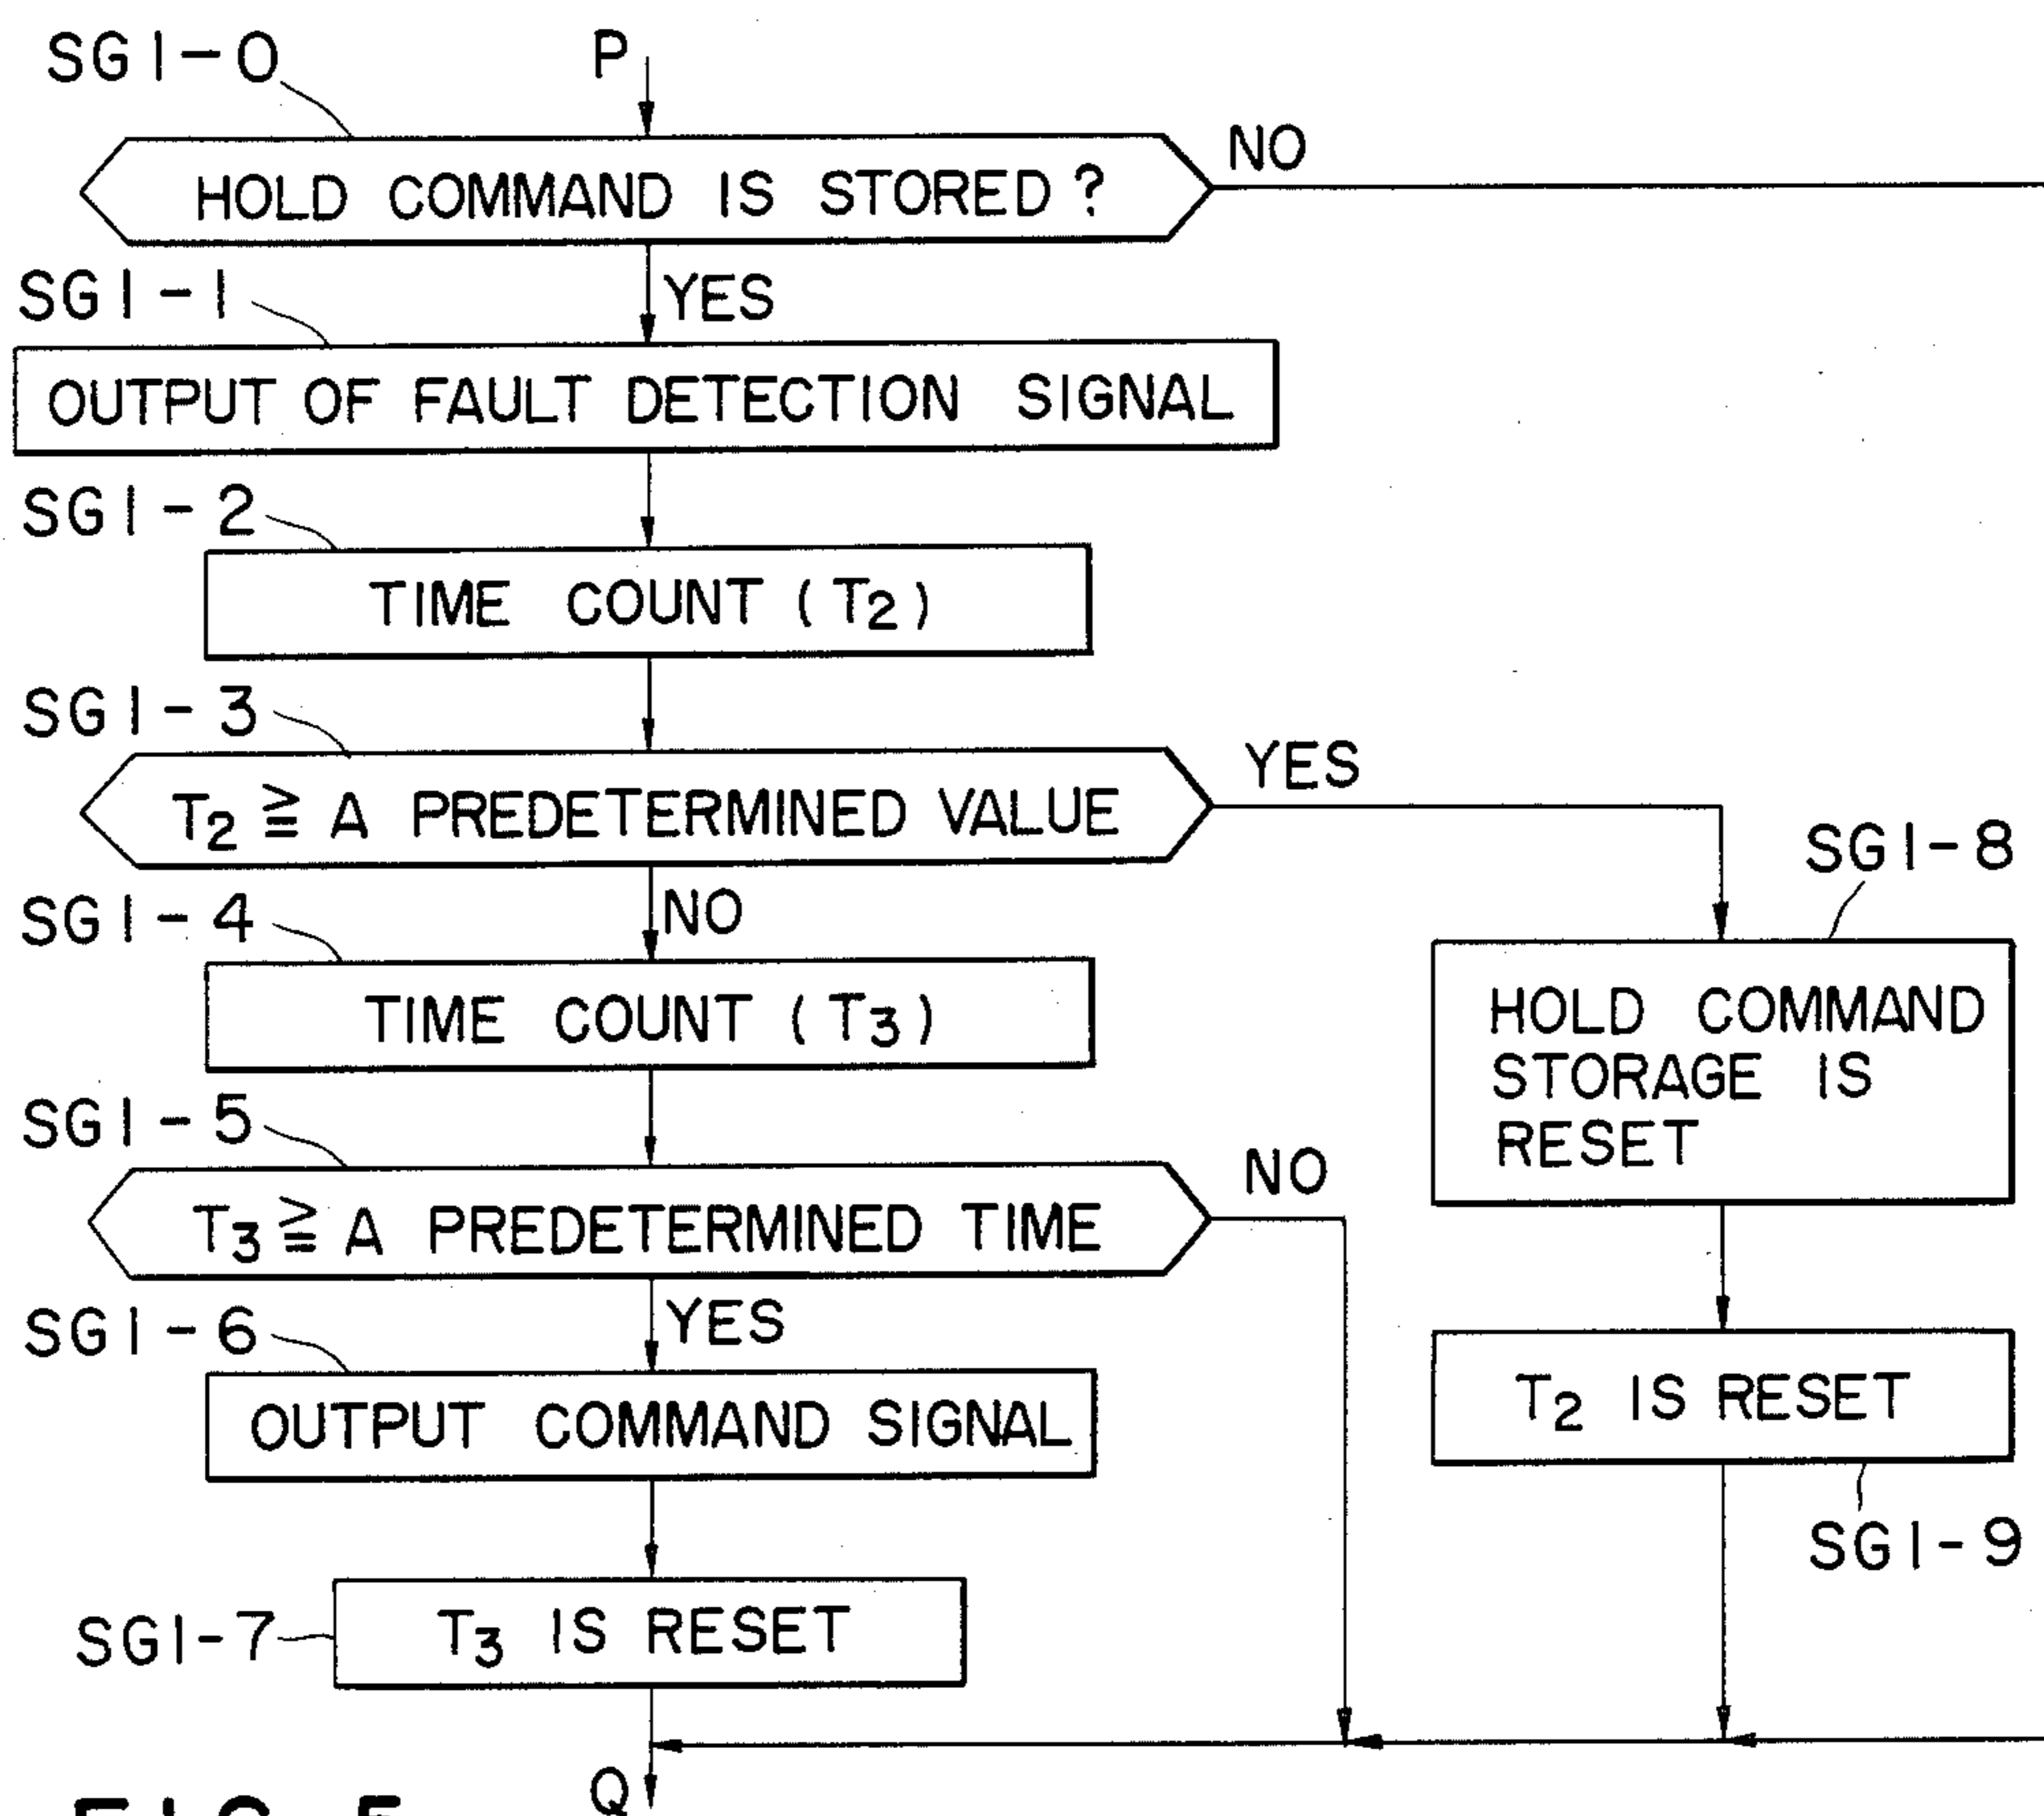 SG1-0
P
HOLD COMMAND IS STORED ?
NO
YES
SG1-1
OUTPUT OF FAULT DETECTION SIGNAL
SG1-2
TIME COUNT (T2)
SG1-3
T2 ≧ A PREDETERMINED VALUE
YES
NO
SG1-4
TIME COUNT (T3)
SG1-8
HOLD COMMAND
STORAGE IS
RESET
SG1-5
T3 ≧ A PREDETERMINED TIME
NO
YES
SG1-6
OUTPUT COMMAND SIGNAL
T2 IS RESET
SG1-9
SG1-7
T3 IS RESET
Q